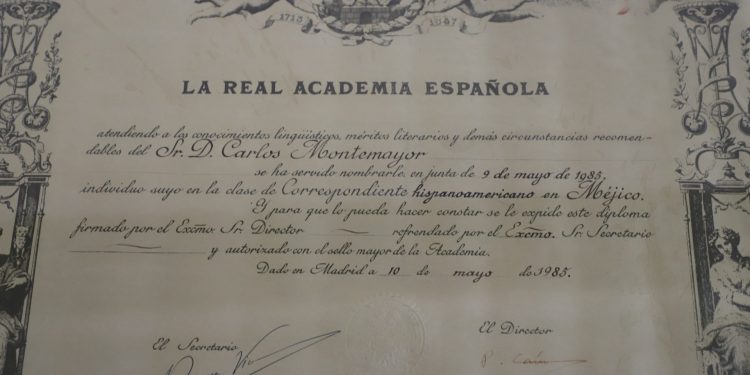 1713 1847
LA REAL ACADEMIA ESPAÑOLA
atendiendo a los conocimientos lingüísticos, méritos literarios y demás circunstancias recomen-
dables del Sr. D. Carlos Montemayor
se ha servido nombrarle, en junta de 9 de mayo de 1985,
individuo suyo en la clase de Correspondiente hispanoamericano en Méjico.
Y para que lo pueda hacer constar se le expide este diploma
firmado por el Excmo. Sr. Director refrendado por el Excmo. Sr. Secretario
y autorizado con el sello mayor de la Academia.
Dado en Madrid a 10 de mayo de 1985.
El Secretario
El Director